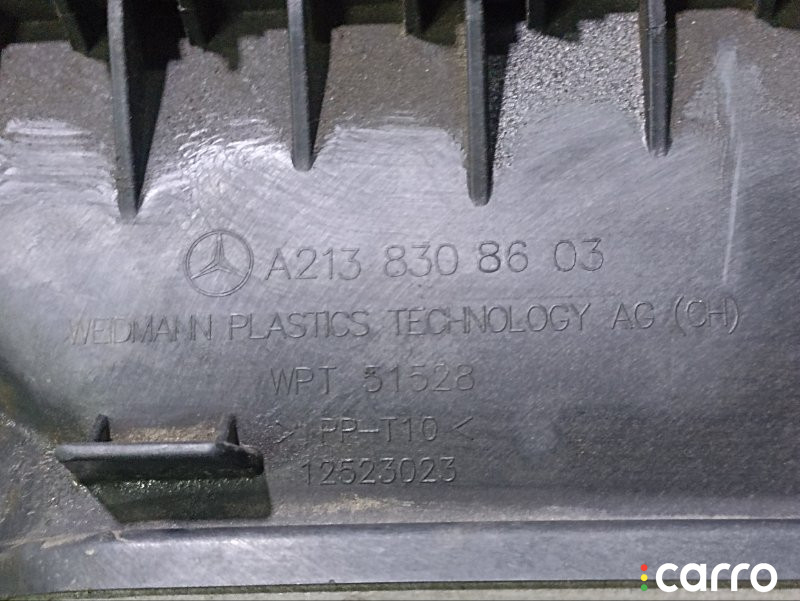 A213 830 86 03
WEIDMANN PLASTICS TECHNOLOGY AG (CH)
WPT 51528
>PP-T10<
12523023
carro